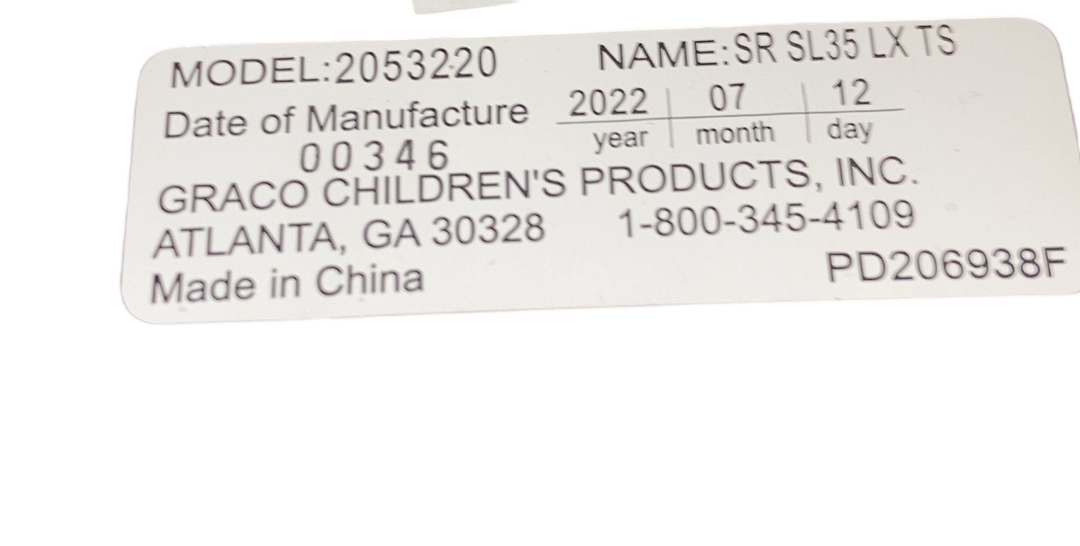 MODEL:2053220 NAME:SR SL35 LX TS
Date of Manufacture 2022 07 12
year month day
00346
GRACO CHILDREN'S PRODUCTS, INC.
ATLANTA, GA 30328 1-800-345-4109
Made in China PD206938F